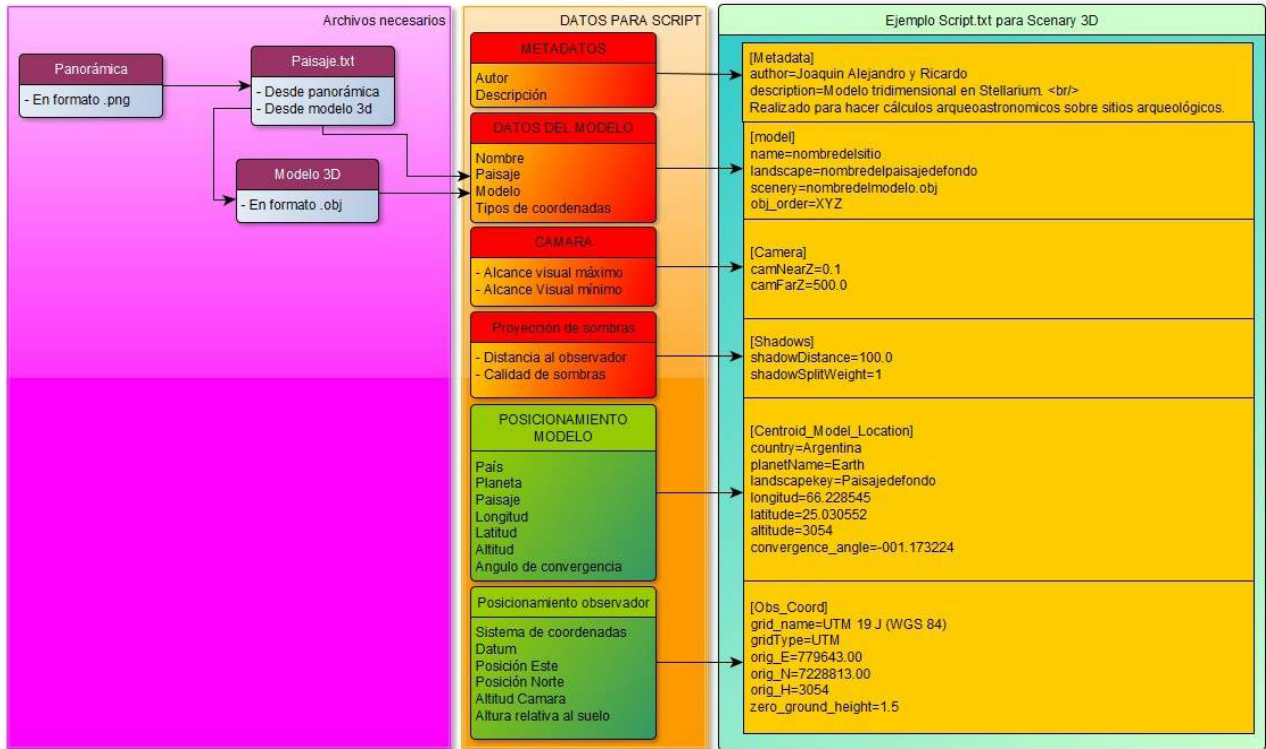 Archivos necesarios
Panorámica
- En formato .png
Paisaje.txt
- Desde panorámica
- Desde modelo 3d
Modelo 3D
- En formato .obj
DATOS PARA SCRIPT
METADATOS
Autor
Descripción
DATOS DEL MODELO
Nombre
Paisaje
Modelo
Tipos de coordenadas
CAMARA
- Alcance visual máximo
- Alcance Visual mínimo
Proyección de sombras
- Distancia al observador
- Calidad de sombras
POSICIONAMIENTO
MODELO
País
Planeta
Paisaje
Longitud
Latitud
Altitud
Angulo de convergencia
Posicionamiento observador
Sistema de coordenadas
Datum
Posición Este
Posición Norte
Altitud Camara
Altura relativa al suelo
Ejemplo Script.txt para Scenary 3D
[Metadata]
author=Joaquin Alejandro y Ricardo
description=Modelo tridimensional en Stellarium. <br/>
Realizado para hacer cálculos arqueoastronomicos sobre sitios arqueológicos.
[model]
name=nombredelsitio
landscape=nombredelpaisajedefondo
scenery=nombredelmodelo.obj
obj_order=XYZ
[Camera]
camNearZ=0.1
camFarZ=500.0
[Shadows]
shadowDistance=100.0
shadowSplitWeight=1
[Centroid_Model_Location]
country=Argentina
planetName=Earth
landscapekey=Paisajedefondo
longitud=66.228545
latitude=25.030552
altitude=3054
convergence_angle=-001.173224
[Obs_Coord]
grid_name=UTM 19 J (WGS 84)
gridType=UTM
orig_E=779643.00
orig_N=7228813.00
orig_H=3054
zero_ground_height=1.5